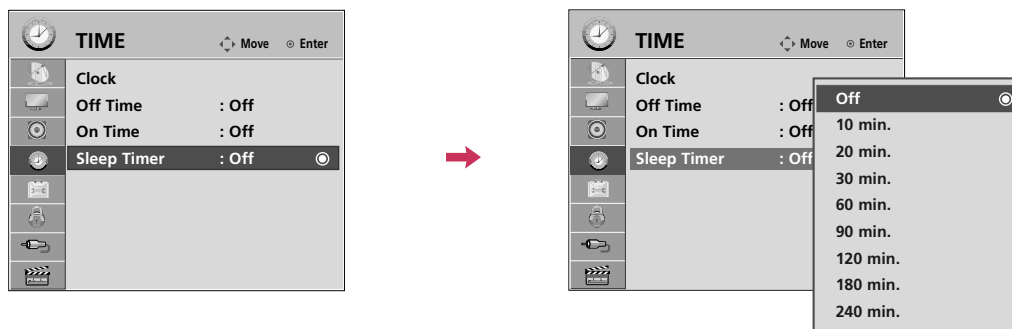 TIME
Move Enter
Clock
Off Time : Off
On Time : Off
Sleep Timer : Off
TIME
Move Enter
Clock
Off Time : Off
On Time : Off
Sleep Timer : Off
Off
10 min.
20 min.
30 min.
60 min.
90 min.
120 min.
180 min.
240 min.